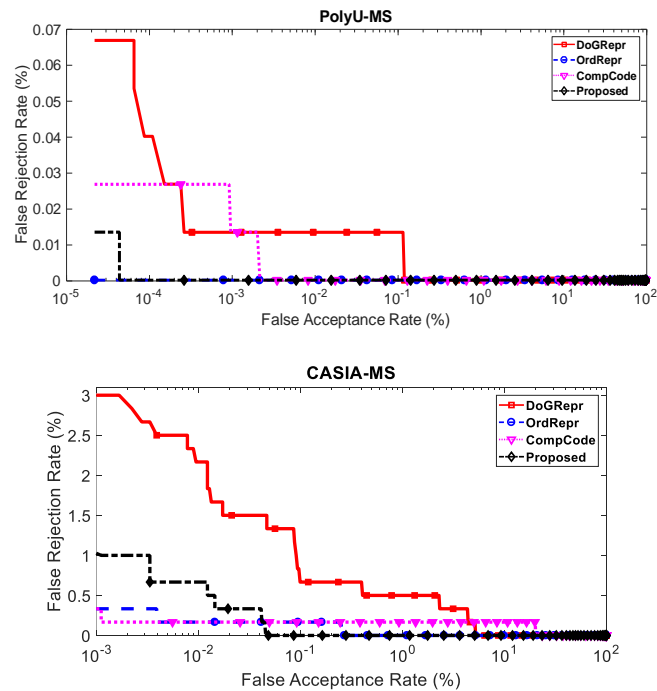 PolyU-MS
False Rejection Rate (%)
0.07
0.06
0.05
0.04
0.03
0.02
0.01
0
DoGRepr
OrdRepr
CompCode
Proposed
10^-5 10^-4 10^-3 10^-2 10^-1 10^0 10^1 10^2
False Acceptance Rate (%)
CASIA-MS
False Rejection Rate (%)
3
2.5
2
1.5
1
0.5
0
DoGRepr
OrdRepr
CompCode
Proposed
10^-3 10^-2 10^-1 10^0 10^1 10^2
False Acceptance Rate (%)